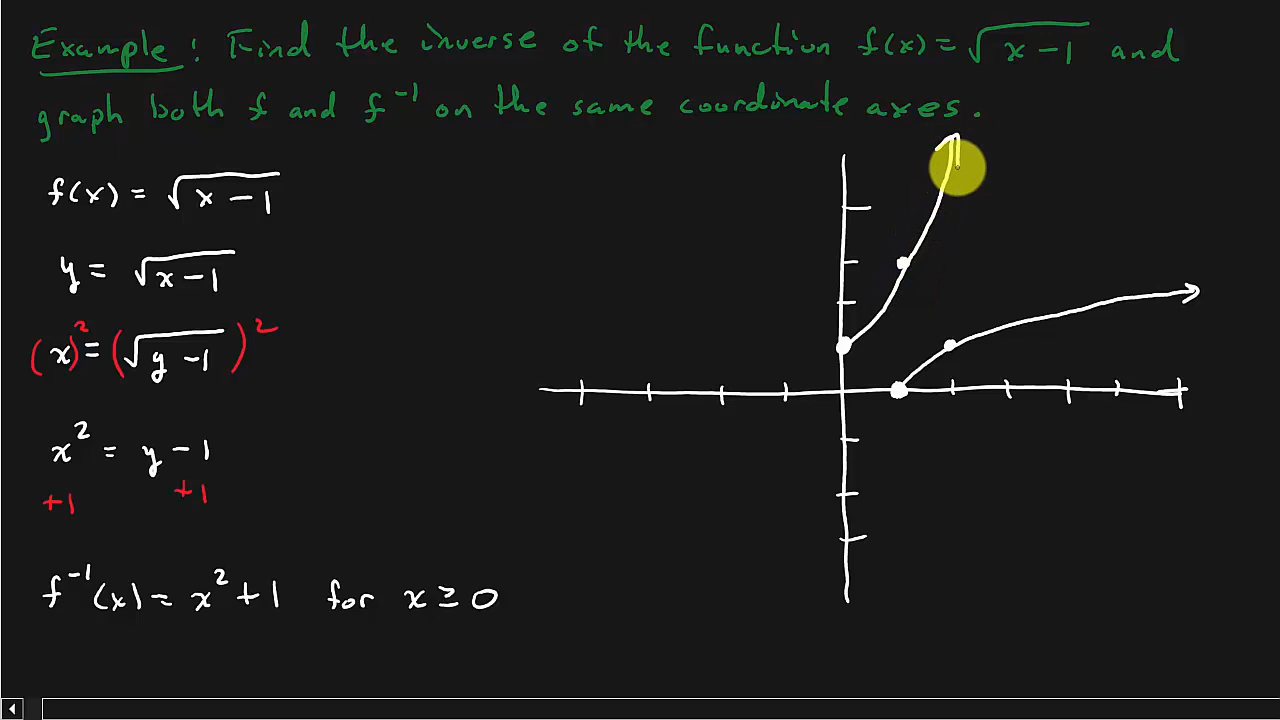 Example: Find the inverse of the function f(x) = √(x − 1) and
graph both f and f⁻¹ on the same coordinate axes.
f(x) = √(x − 1)
y = √(x − 1)
(x)² = (√(y − 1))²
x² = y − 1
+1 +1
f⁻¹(x) = x² + 1 for x ≥ 0